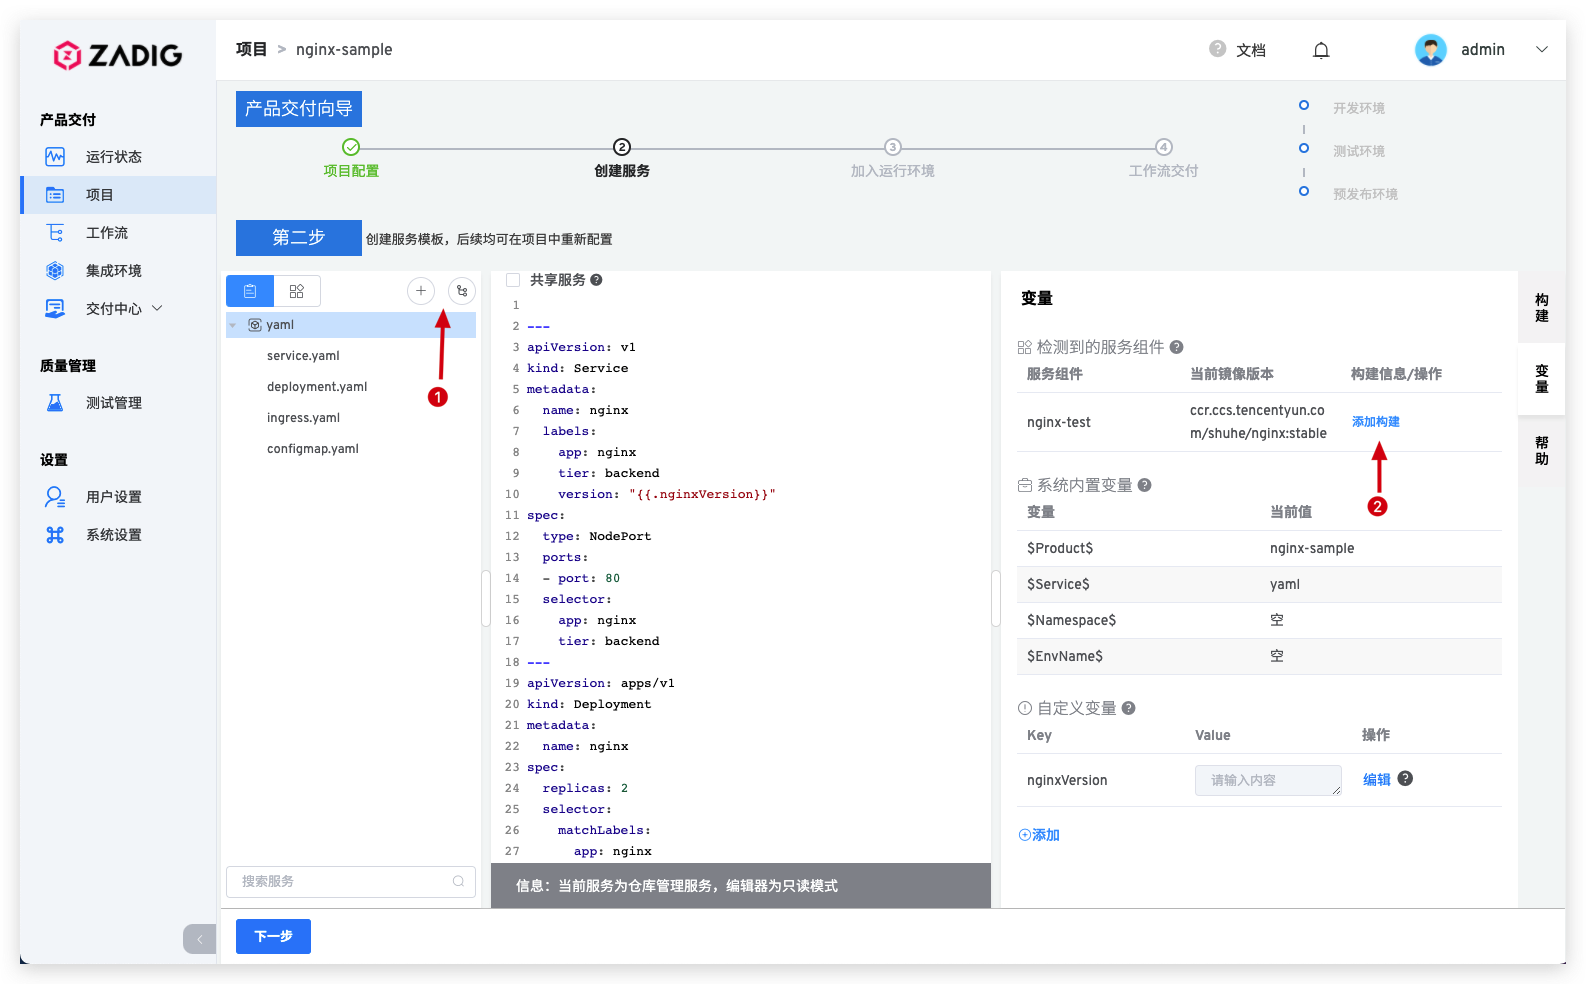 ZADIG
项目 > nginx-sample
文档
admin
产品交付
运行状态
项目
工作流
集成环境
交付中心
质量管理
测试管理
设置
用户设置
系统设置
产品交付向导
项目配置
2
创建服务
3
加入运行环境
4
工作流交付
开发环境
测试环境
预发布环境
第二步
创建服务模板，后续均可在项目中重新配置
yaml
service.yaml
deployment.yaml
ingress.yaml
configmap.yaml
1
搜索服务
共享服务
1
2 ---
3 apiVersion: v1
4 kind: Service
5 metadata:
6   name: nginx
7   labels:
8     app: nginx
9     tier: backend
10     version: "{{.nginxVersion}}"
11 spec:
12   type: NodePort
13   ports:
14   - port: 80
15   selector:
16     app: nginx
17     tier: backend
18 ---
19 apiVersion: apps/v1
20 kind: Deployment
21 metadata:
22   name: nginx
23 spec:
24   replicas: 2
25   selector:
26     matchLabels:
27       app: nginx
信息：当前服务为仓库管理服务，编辑器为只读模式
变量
检测到的服务组件
服务组件 当前镜像版本 构建信息/操作
nginx-test ccr.ccs.tencentyun.co
m/shuhe/nginx:stable 添加构建
2
系统内置变量
变量 当前值
$Product$ nginx-sample
$Service$ yaml
$Namespace$ 空
$EnvName$ 空
自定义变量
Key Value 操作
nginxVersion 请输入内容 编辑
添加
构建
变量
帮助
下一步